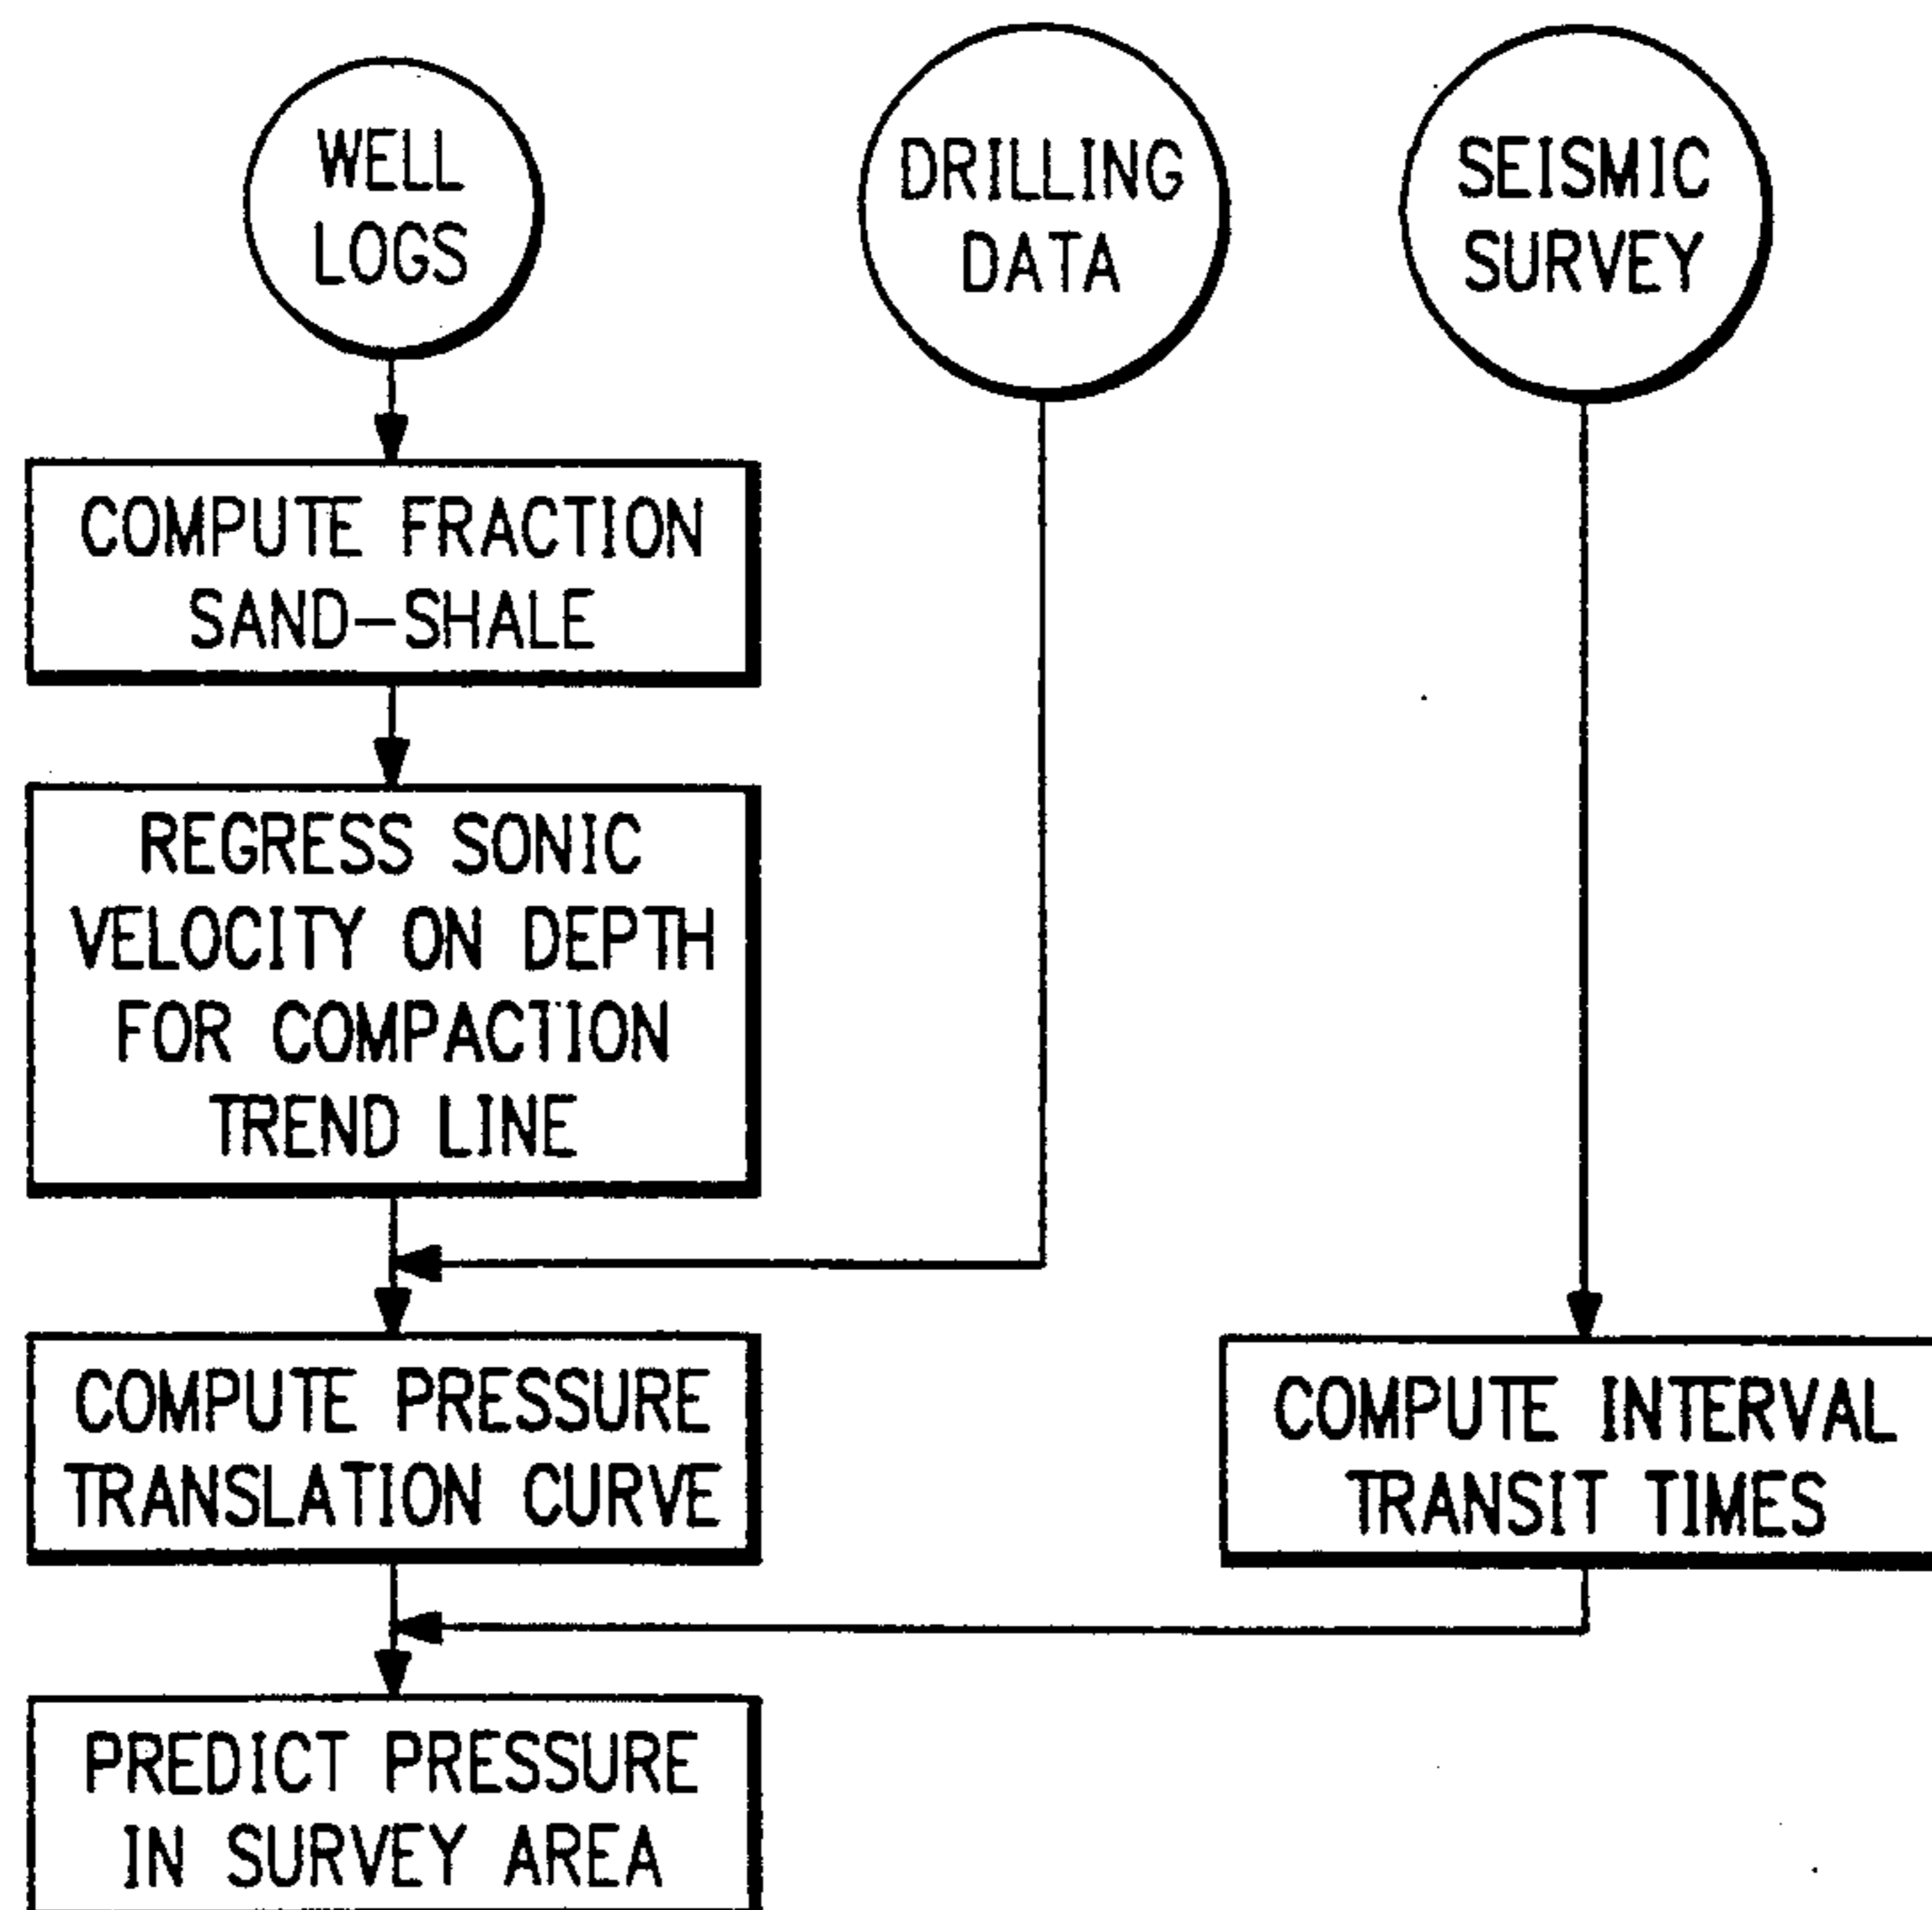 WELL
LOGS
DRILLING
DATA
SEISMIC
SURVEY
COMPUTE FRACTION
SAND-SHALE
REGRESS SONIC
VELOCITY ON DEPTH
FOR COMPACTION
TREND LINE
COMPUTE PRESSURE
TRANSLATION CURVE
COMPUTE INTERVAL
TRANSIT TIMES
PREDICT PRESSURE
IN SURVEY AREA